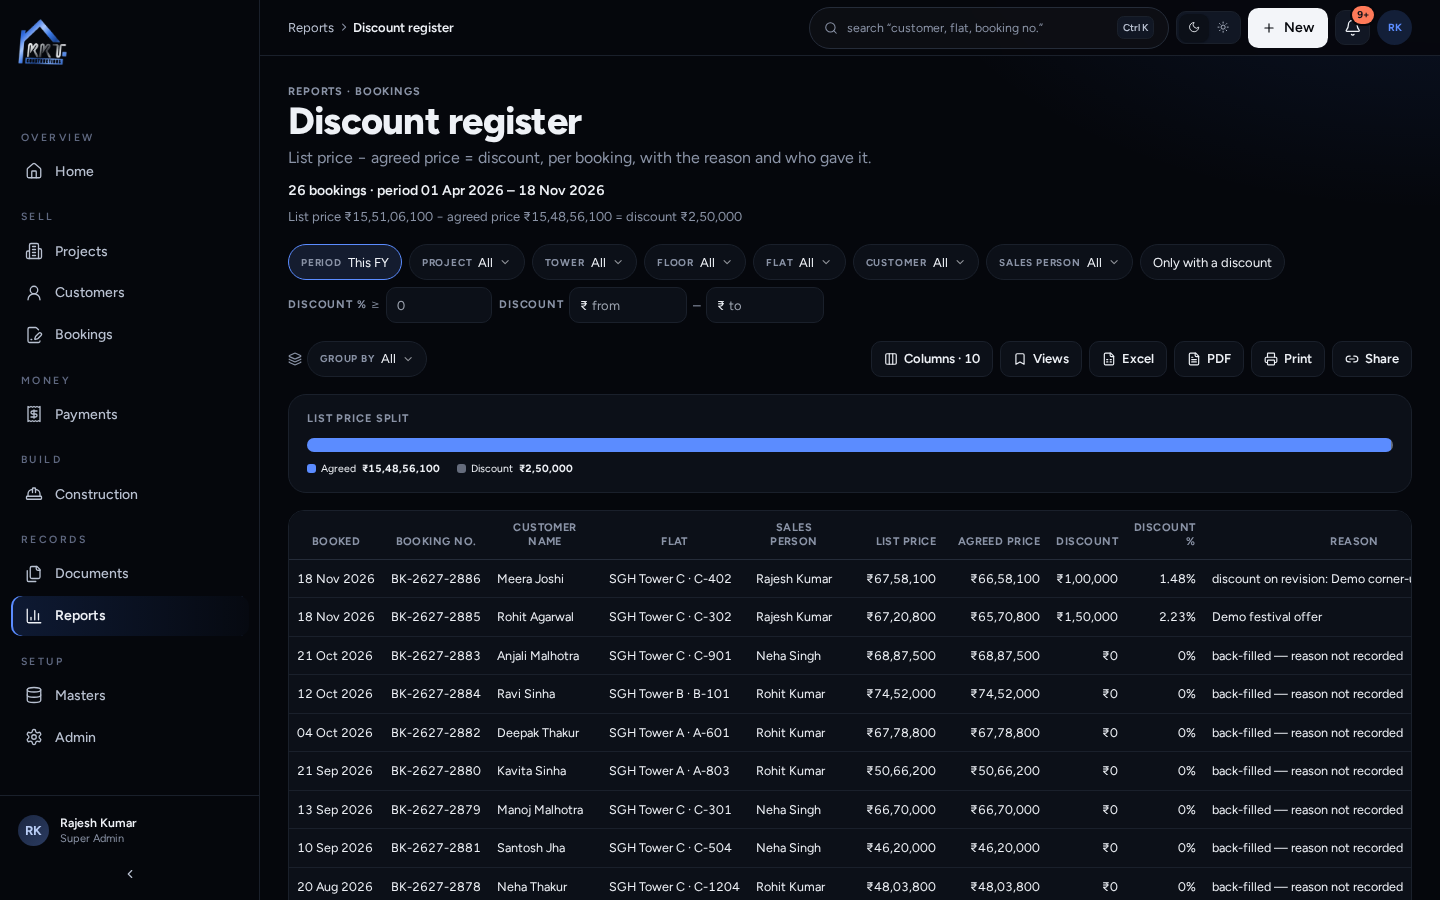 RKT
Reports > Discount register
search “customer, flat, booking no.”
Ctrl K
New
9+
RK
OVERVIEW
Home
SELL
Projects
Customers
Bookings
MONEY
Payments
BUILD
Construction
RECORDS
Documents
Reports
SETUP
Masters
Admin
RK
Rajesh Kumar
Super Admin
REPORTS · BOOKINGS
Discount register
List price − agreed price = discount, per booking, with the reason and who gave it.
26 bookings · period 01 Apr 2026 – 18 Nov 2026
List price ₹15,51,06,100 − agreed price ₹15,48,56,100 = discount ₹2,50,000
PERIOD This FY PROJECT All TOWER All FLOOR All FLAT All CUSTOMER All SALES PERSON All Only with a discount
DISCOUNT % ≥ 0 DISCOUNT ₹ from – ₹ to
GROUP BY All Columns · 10 Views Excel PDF Print Share
LIST PRICE SPLIT
Agreed ₹15,48,56,100 Discount ₹2,50,000
BOOKED BOOKING NO. CUSTOMER NAME FLAT SALES PERSON LIST PRICE AGREED PRICE DISCOUNT DISCOUNT % REASON
18 Nov 2026 BK-2627-2886 Meera Joshi SGH Tower C · C-402 Rajesh Kumar ₹67,58,100 ₹66,58,100 ₹1,00,000 1.48% discount on revision: Demo corner-u
18 Nov 2026 BK-2627-2885 Rohit Agarwal SGH Tower C · C-302 Rajesh Kumar ₹67,20,800 ₹65,70,800 ₹1,50,000 2.23% Demo festival offer
21 Oct 2026 BK-2627-2883 Anjali Malhotra SGH Tower C · C-901 Neha Singh ₹68,87,500 ₹68,87,500 ₹0 0% back-filled — reason not recorded
12 Oct 2026 BK-2627-2884 Ravi Sinha SGH Tower B · B-101 Rohit Kumar ₹74,52,000 ₹74,52,000 ₹0 0% back-filled — reason not recorded
04 Oct 2026 BK-2627-2882 Deepak Thakur SGH Tower A · A-601 Rohit Kumar ₹67,78,800 ₹67,78,800 ₹0 0% back-filled — reason not recorded
21 Sep 2026 BK-2627-2880 Kavita Sinha SGH Tower A · A-803 Rohit Kumar ₹50,66,200 ₹50,66,200 ₹0 0% back-filled — reason not recorded
13 Sep 2026 BK-2627-2879 Manoj Malhotra SGH Tower C · C-301 Neha Singh ₹66,70,000 ₹66,70,000 ₹0 0% back-filled — reason not recorded
10 Sep 2026 BK-2627-2881 Santosh Jha SGH Tower C · C-504 Neha Singh ₹46,20,000 ₹46,20,000 ₹0 0% back-filled — reason not recorded
20 Aug 2026 BK-2627-2878 Neha Thakur SGH Tower C · C-1204 Rohit Kumar ₹48,03,800 ₹48,03,800 ₹0 0% back-filled — reason not recorded